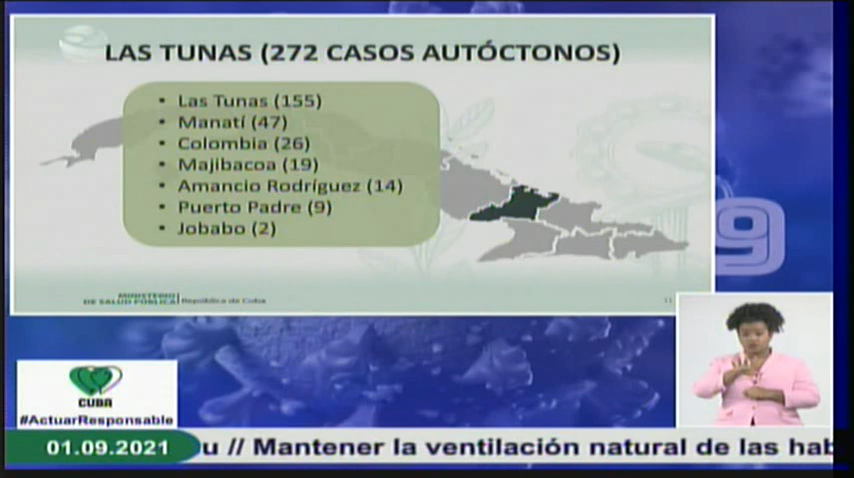 LAS TUNAS (272 CASOS AUTÓCTONOS)
• Las Tunas (155)
• Manatí (47)
• Colombia (26)
• Majibacoa (19)
• Amancio Rodríguez (14)
• Puerto Padre (9)
• Jobabo (2)
MINISTERIO
DE SALUD PÚBLICA República de Cuba
11
9
CUBA
#ActuarResponsable
01.09.2021 u // Mantener la ventilación natural de las hab